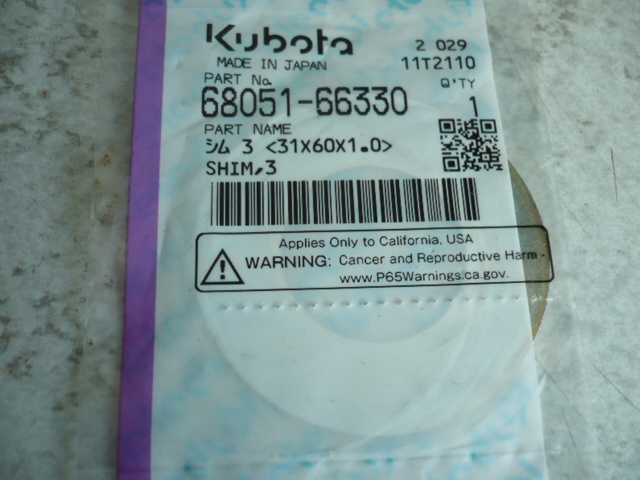 Kubota
2 029
MADE IN JAPAN
11T2110
PART No.
Q'TY
68051-66330
1
PART NAME
シム 3 <31X60X1.0>
SHIM,3
Applies Only to California. USA
WARNING: Cancer and Reproductive Harm -
www.P65Warnings.ca.gov.